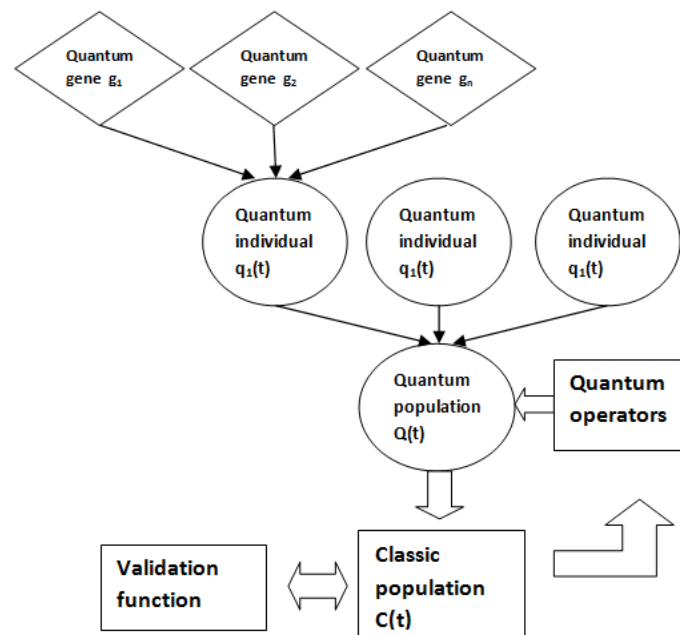 Quantum
gene g₁
Quantum
gene g₂
Quantum
gene gₙ
Quantum
individual
q₁(t)
Quantum
individual
q₁(t)
Quantum
individual
q₁(t)
Quantum
population
Q(t)
Quantum
operators
Validation
function
Classic
population
C(t)